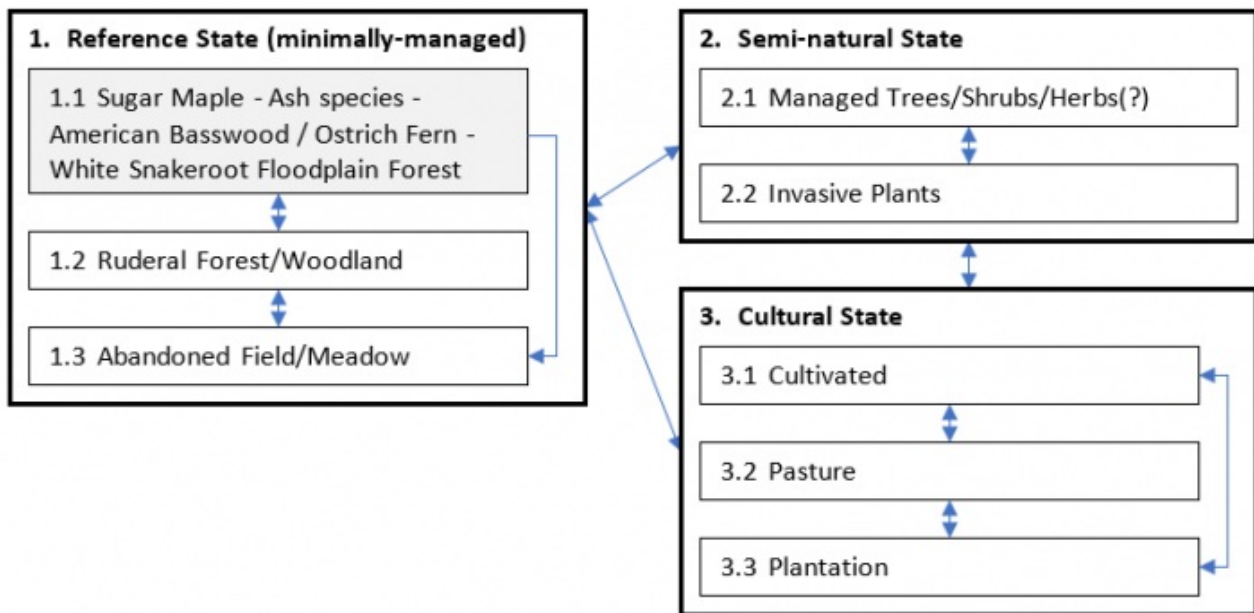 1. Reference State (minimally-managed)
1.1 Sugar Maple - Ash species -
American Basswood / Ostrich Fern -
White Snakeroot Floodplain Forest
1.2 Ruderal Forest/Woodland
1.3 Abandoned Field/Meadow
2. Semi-natural State
2.1 Managed Trees/Shrubs/Herbs(?)
2.2 Invasive Plants
3. Cultural State
3.1 Cultivated
3.2 Pasture
3.3 Plantation